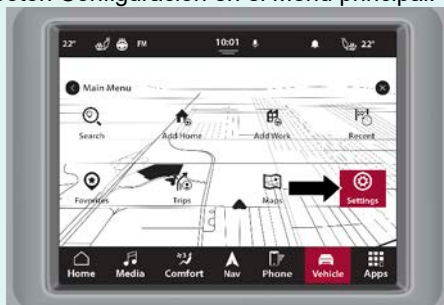 botón Configuración en el menú principal.
22° FM 10:01 22°
Main Menu
Search Add Home Add Work Recent
Favorites Trips Maps Settings
Home Media Comfort Nav Phone Vehicle Apps